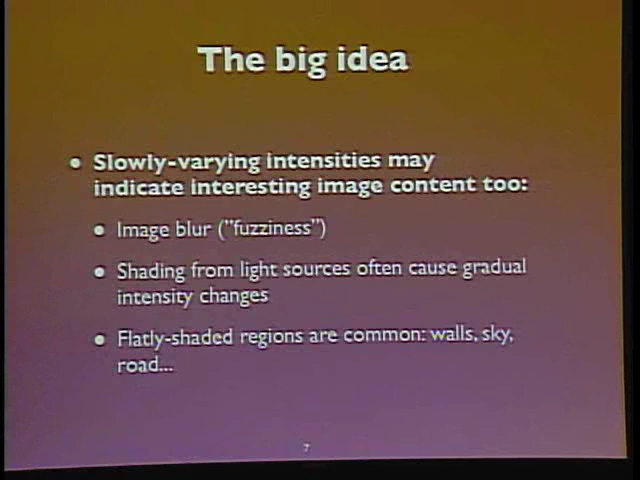 The big idea
• Slowly-varying intensities may
indicate interesting image content too:
• Image blur ("fuzziness")
• Shading from light sources often cause gradual
intensity changes
• Flatly-shaded regions are common: walls, sky,
road...
7